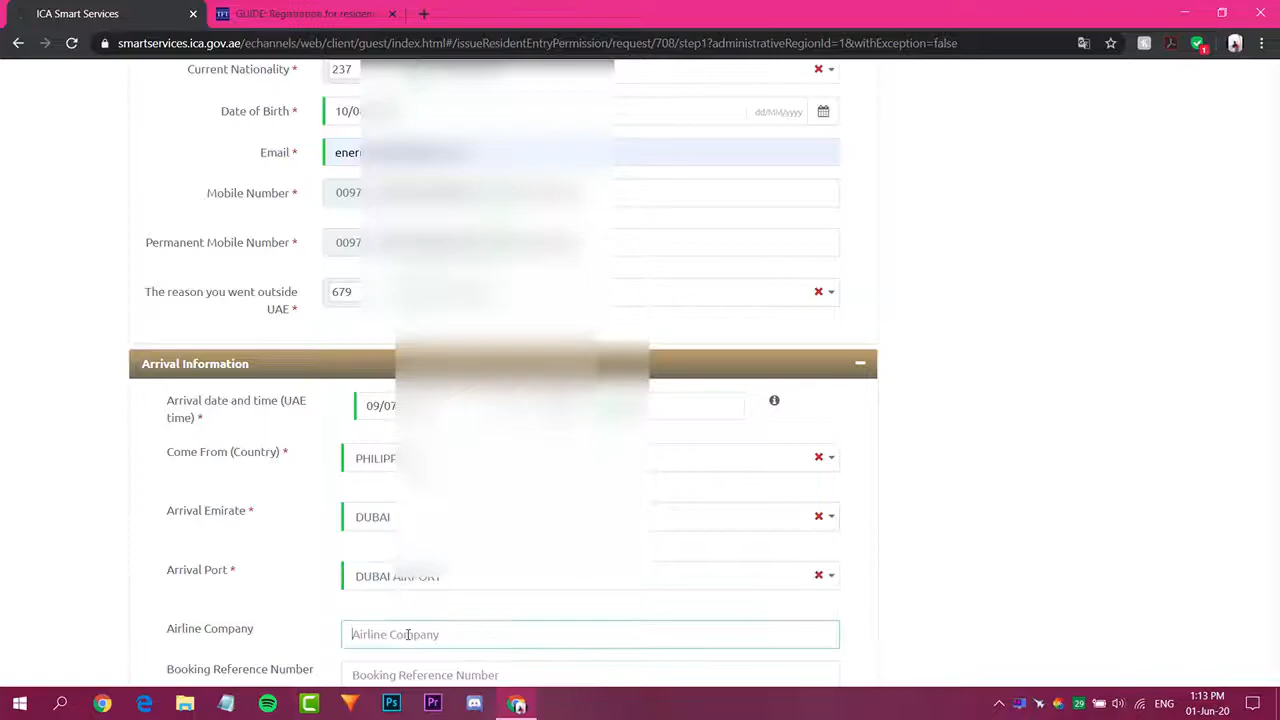 ICA Smart Services
GUIDE: Registration for residen
smartservices.ica.gov.ae/echannels/web/client/guest/index.html#/issueResidentEntryPermission/request/708/step1?administrativeRegionId=1&withException=false
Current Nationality * 237
Date of Birth * 10/0 dd/MM/yyyy
Email * ener
Mobile Number * 0097
Permanent Mobile Number * 0097
The reason you went outside 679
UAE *
Arrival Information
Arrival date and time (UAE 09/07
time) *
Come From (Country) * PHILIPP
Arrival Emirate * DUBAI
Arrival Port * DUBAI AIRPORT
Airline Company Airline Company
Booking Reference Number Booking Reference Number
29 ENG 1:13 PM
01-Jun-20